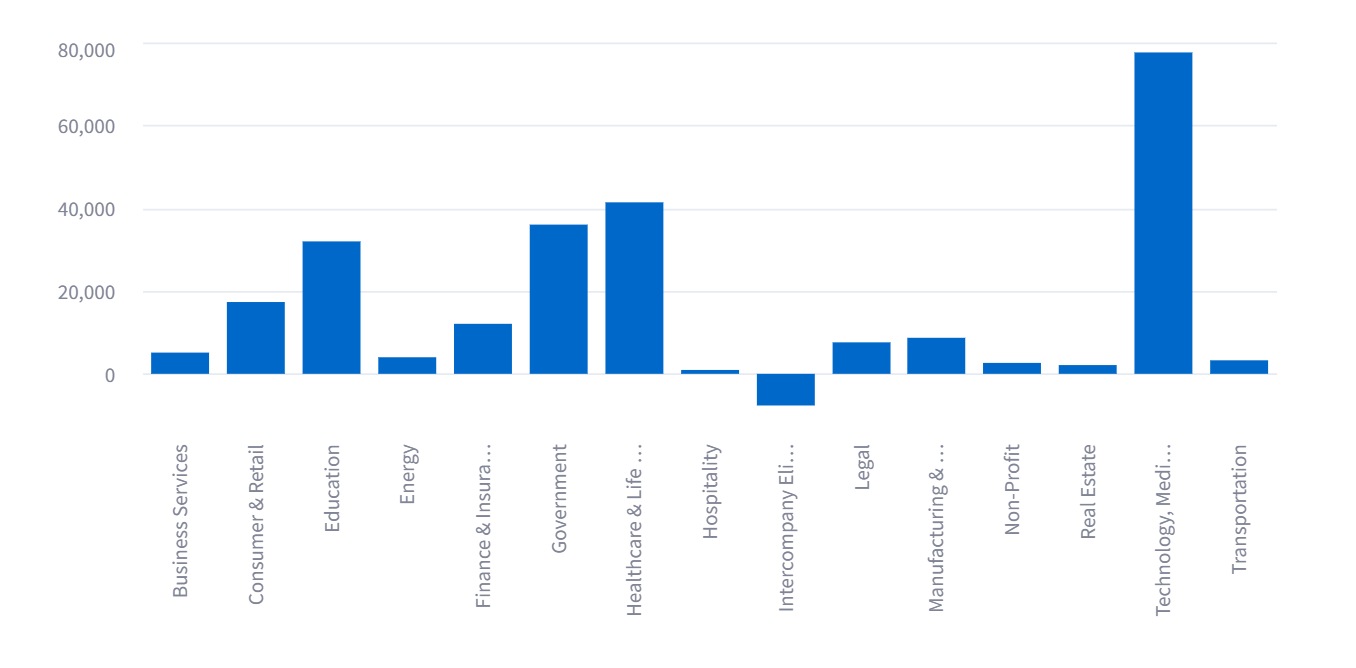 80,000
60,000
40,000
20,000
0
Business Services
Consumer & Retail
Education
Energy
Finance & Insura...
Government
Healthcare & Life ...
Hospitality
Intercompany Eli...
Legal
Manufacturing & ...
Non-Profit
Real Estate
Technology, Medi...
Transportation